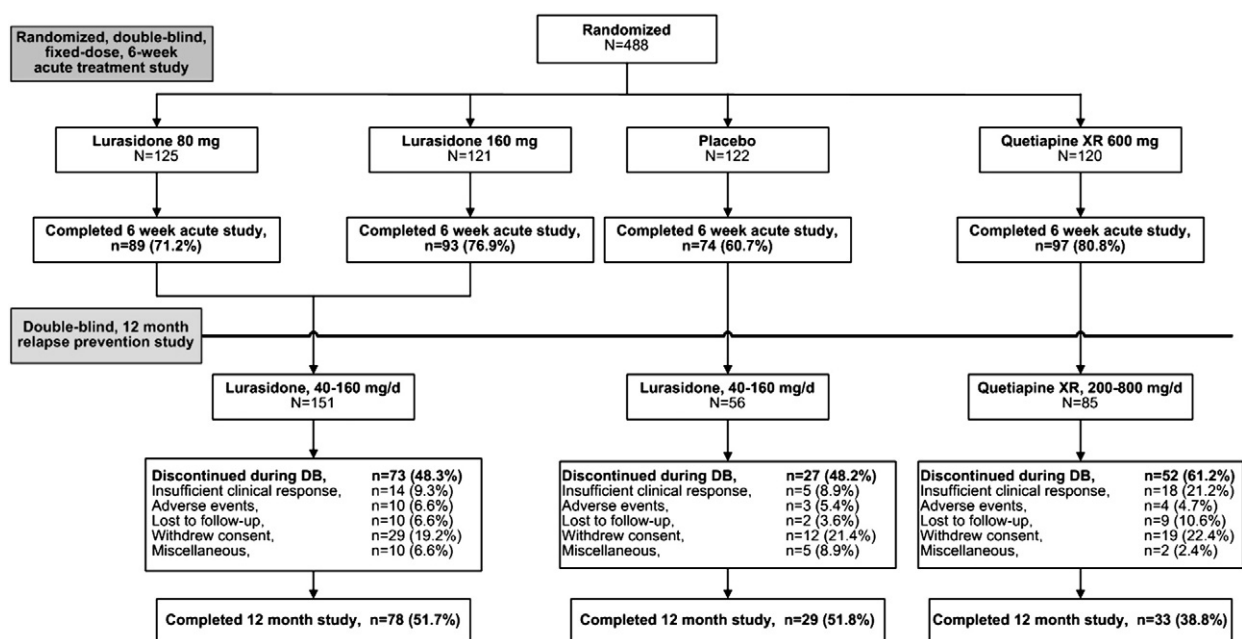 Randomized, double-blind,
fixed-dose, 6-week
acute treatment study
Randomized
N=488
Lurasidone 80 mg
N=125
Lurasidone 160 mg
N=121
Placebo
N=122
Quetiapine XR 600 mg
N=120
Completed 6 week acute study,
n=89 (71.2%)
Completed 6 week acute study,
n=93 (76.9%)
Completed 6 week acute study,
n=74 (60.7%)
Completed 6 week acute study,
n=97 (80.8%)
Double-blind, 12 month
relapse prevention study
Lurasidone, 40-160 mg/d
N=151
Lurasidone, 40-160 mg/d
N=56
Quetiapine XR, 200-800 mg/d
N=85
Discontinued during DB, n=73 (48.3%)
Insufficient clinical response, n=14 (9.3%)
Adverse events, n=10 (6.6%)
Lost to follow-up, n=10 (6.6%)
Withdrew consent, n=29 (19.2%)
Miscellaneous, n=10 (6.6%)
Discontinued during DB, n=27 (48.2%)
Insufficient clinical response, n=5 (8.9%)
Adverse events, n=3 (5.4%)
Lost to follow-up, n=2 (3.6%)
Withdrew consent, n=12 (21.4%)
Miscellaneous, n=5 (8.9%)
Discontinued during DB, n=52 (61.2%)
Insufficient clinical response, n=18 (21.2%)
Adverse events, n=4 (4.7%)
Lost to follow-up, n=9 (10.6%)
Withdrew consent, n=19 (22.4%)
Miscellaneous, n=2 (2.4%)
Completed 12 month study, n=78 (51.7%)
Completed 12 month study, n=29 (51.8%)
Completed 12 month study, n=33 (38.8%)